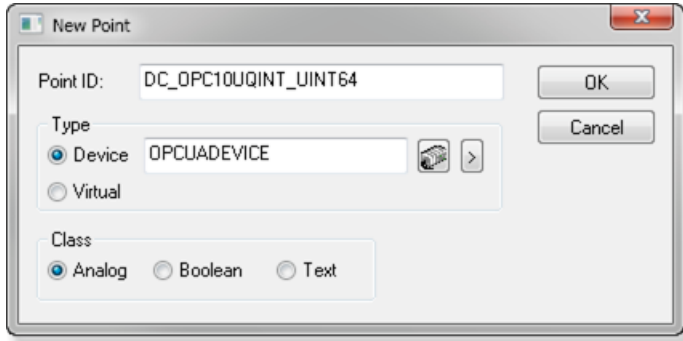 New Point
Point ID: DC_OPC10UQINT_UINT64 OK
Cancel
Type
Device OPCUADEVICE >
Virtual
Class
Analog Boolean Text